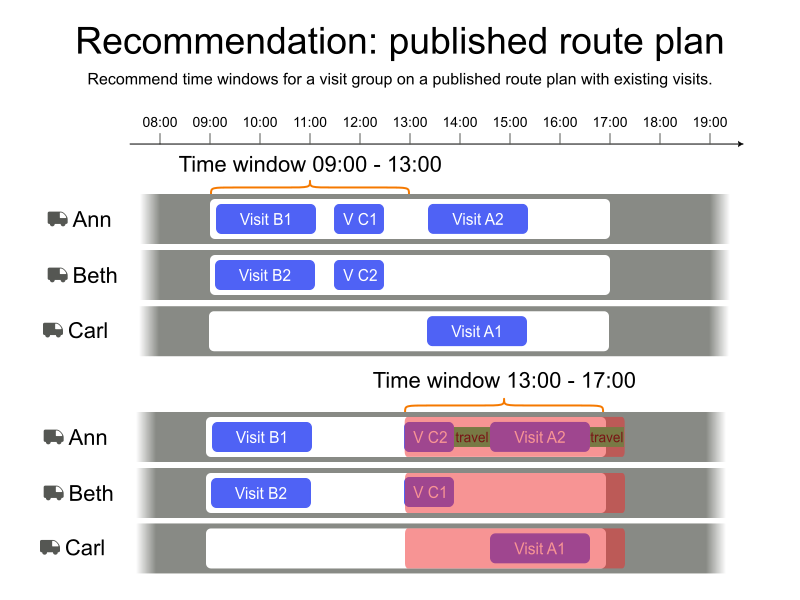 Recommendation: published route plan
Recommend time windows for a visit group on a published route plan with existing visits.
08:00 09:00 10:00 11:00 12:00 13:00 14:00 15:00 16:00 17:00 18:00 19:00
Time window 09:00 - 13:00
Ann Visit B1 V C1 Visit A2
Beth Visit B2 V C2
Carl Visit A1
Time window 13:00 - 17:00
Ann Visit B1 V C2 travel Visit A2 travel
Beth Visit B2 V C1
Carl Visit A1